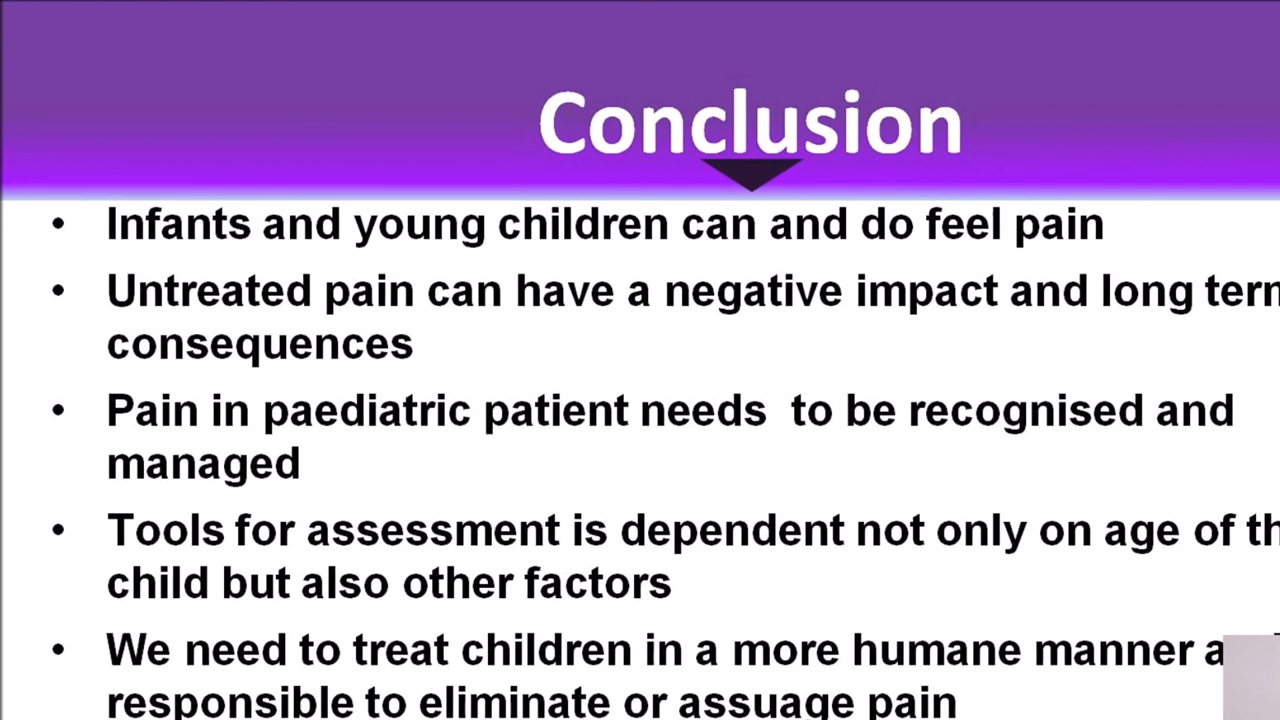 Conclusion
• Infants and young children can and do feel pain
• Untreated pain can have a negative impact and long
consequences
• Pain in paediatric patient needs to be recognised and
managed
• Tools for assessment is dependent not only on age of
child but also other factors
• We need to treat children in a more humane manner
responsible to eliminate or assuage pain